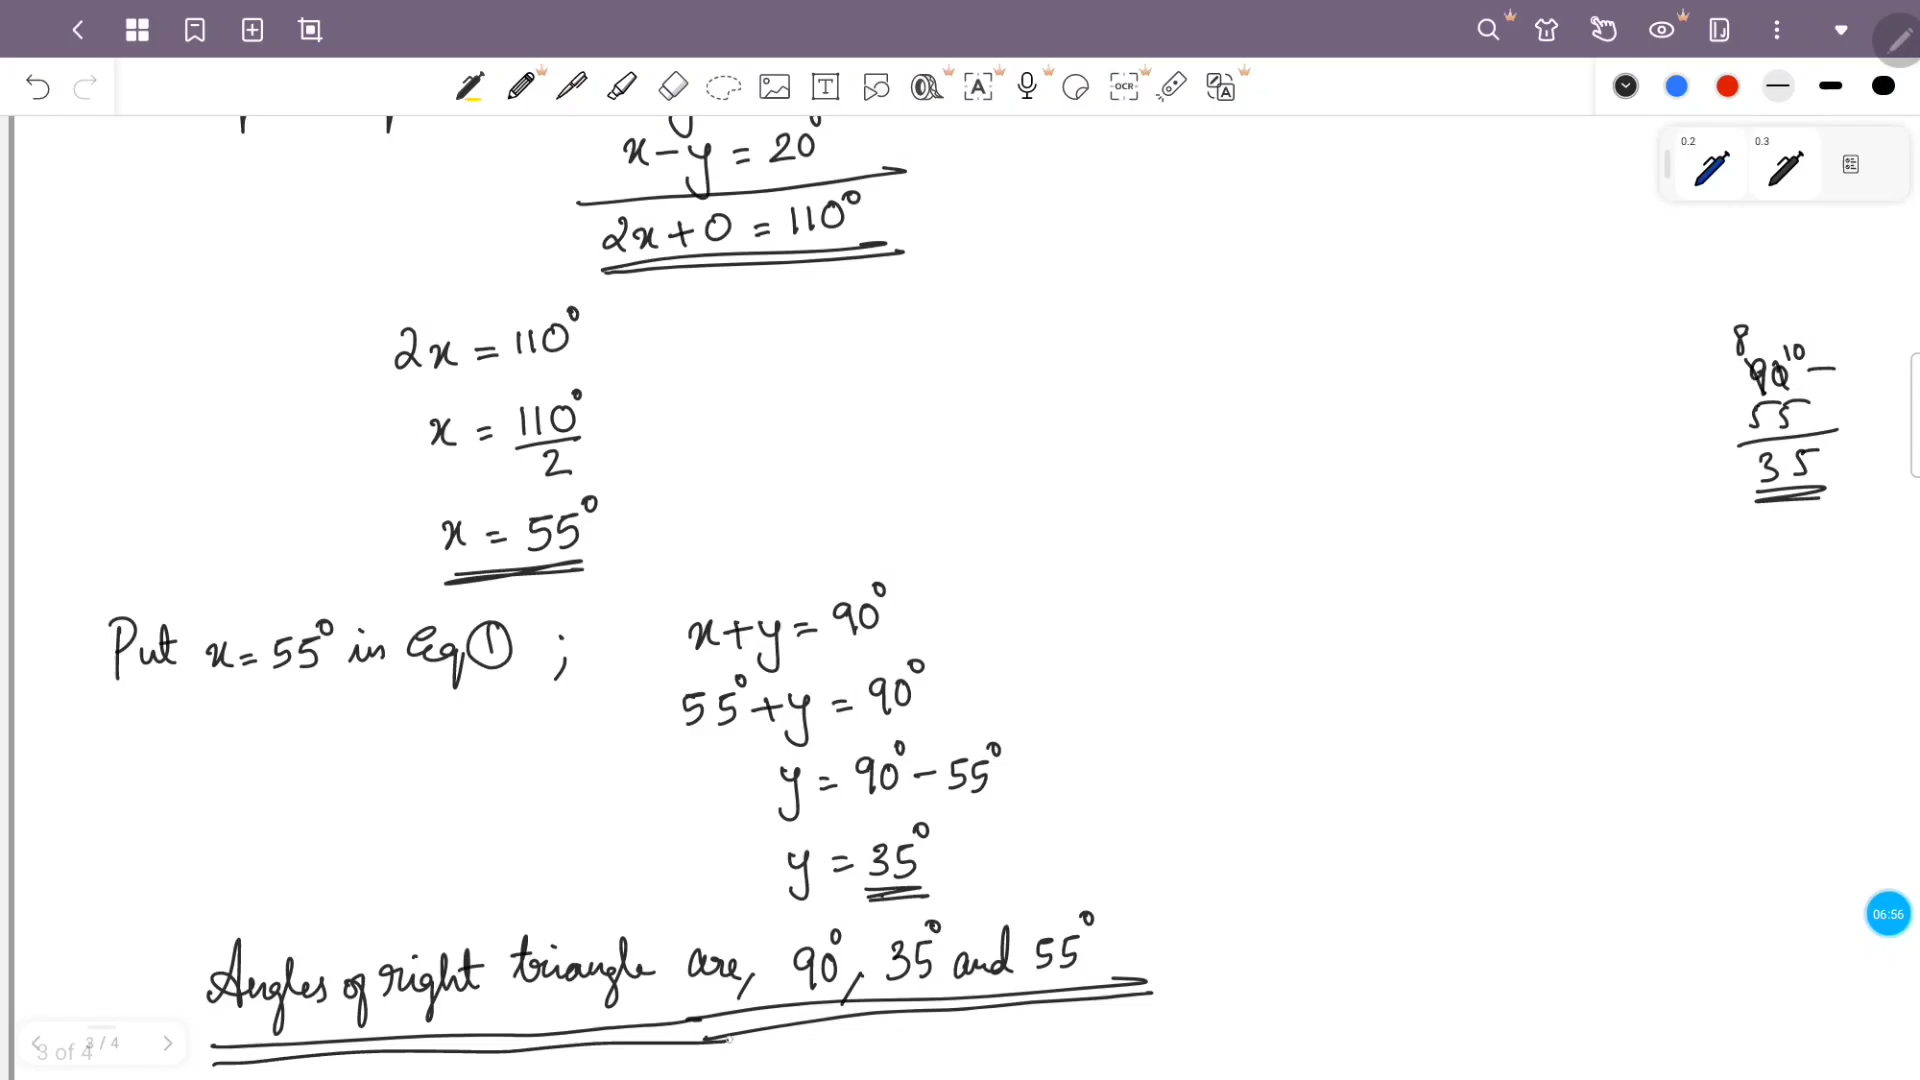 0.2 0.3
x-y = 20°
2x+0 = 110°
2x = 110°
x = 110°/2
x = 55°
8
90 10 -
55
35
Put x= 55° in Eq ① ;
x+y = 90°
55°+y = 90°
y = 90° - 55°
y = 35°
06:56
Angles of right triangle are, 90°, 35° and 55°
3 / 4
3 of 4